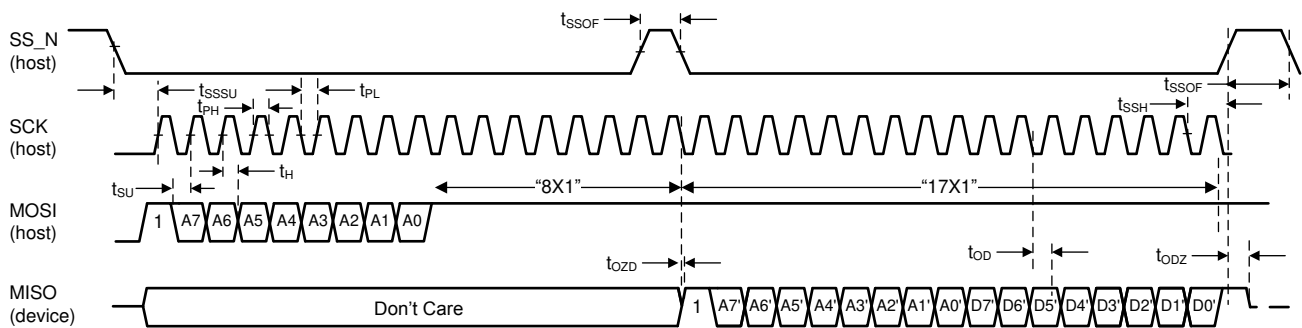 tSSOF
SS_N
(host)
tSSSU
tPL
tPH
tSSH
tSSOF
SCK
(host)
tSU
tH
“8X1”
“17X1”
MOSI
(host)
1 A7 A6 A5 A4 A3 A2 A1 A0
tOZD
tOD
tODZ
MISO
(device)
Don't Care
1 A7' A6' A5' A4' A3' A2' A1' A0' D7' D6' D5' D4' D3' D2' D1' D0'